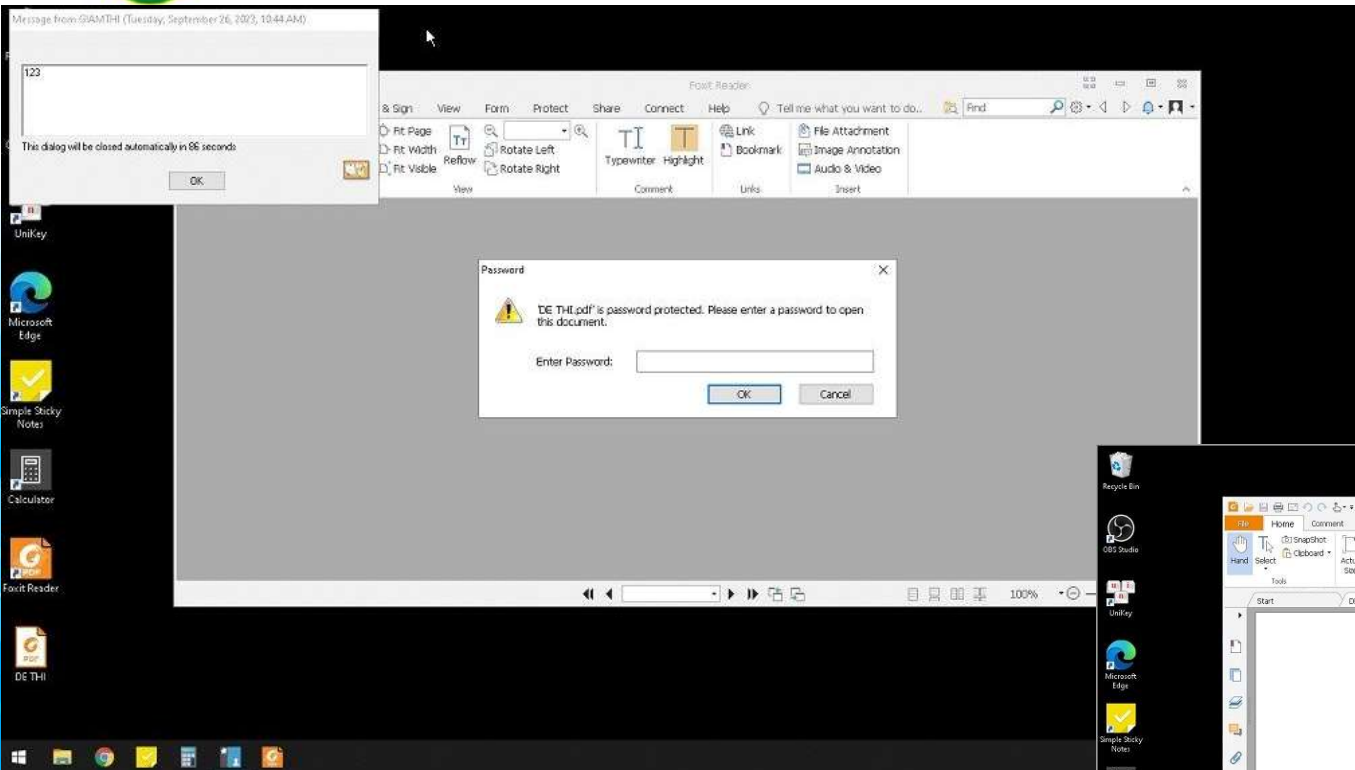 Message from GIAMTHI (Tuesday, September 26, 2023, 10:44 AM)
123
This dialog will be closed automatically in 86 seconds
OK
Foxit Reader
& Sign View Form Protect Share Connect Help Tell me what you want to do.. Find
Fit Page
Fit Width
Fit Visible
Reflow
Rotate Left
Rotate Right
View
Typewriter Highlight
Comment
Link
Bookmark
Links
File Attachment
Image Annotation
Audio & Video
Insert
UniKey
Microsoft
Edge
Simple Sticky
Notes
Calculator
Foxit Reader
DE THI
Password
'DE THI.pdf' is password protected. Please enter a password to open
this document.
Enter Password:
OK Cancel
100%
Recycle Bin
OBS Studio
UniKey
Microsoft
Edge
Simple Sticky
Notes
File Home Comment
Hand Select
SnapShot
Clipboard
Tools
Start